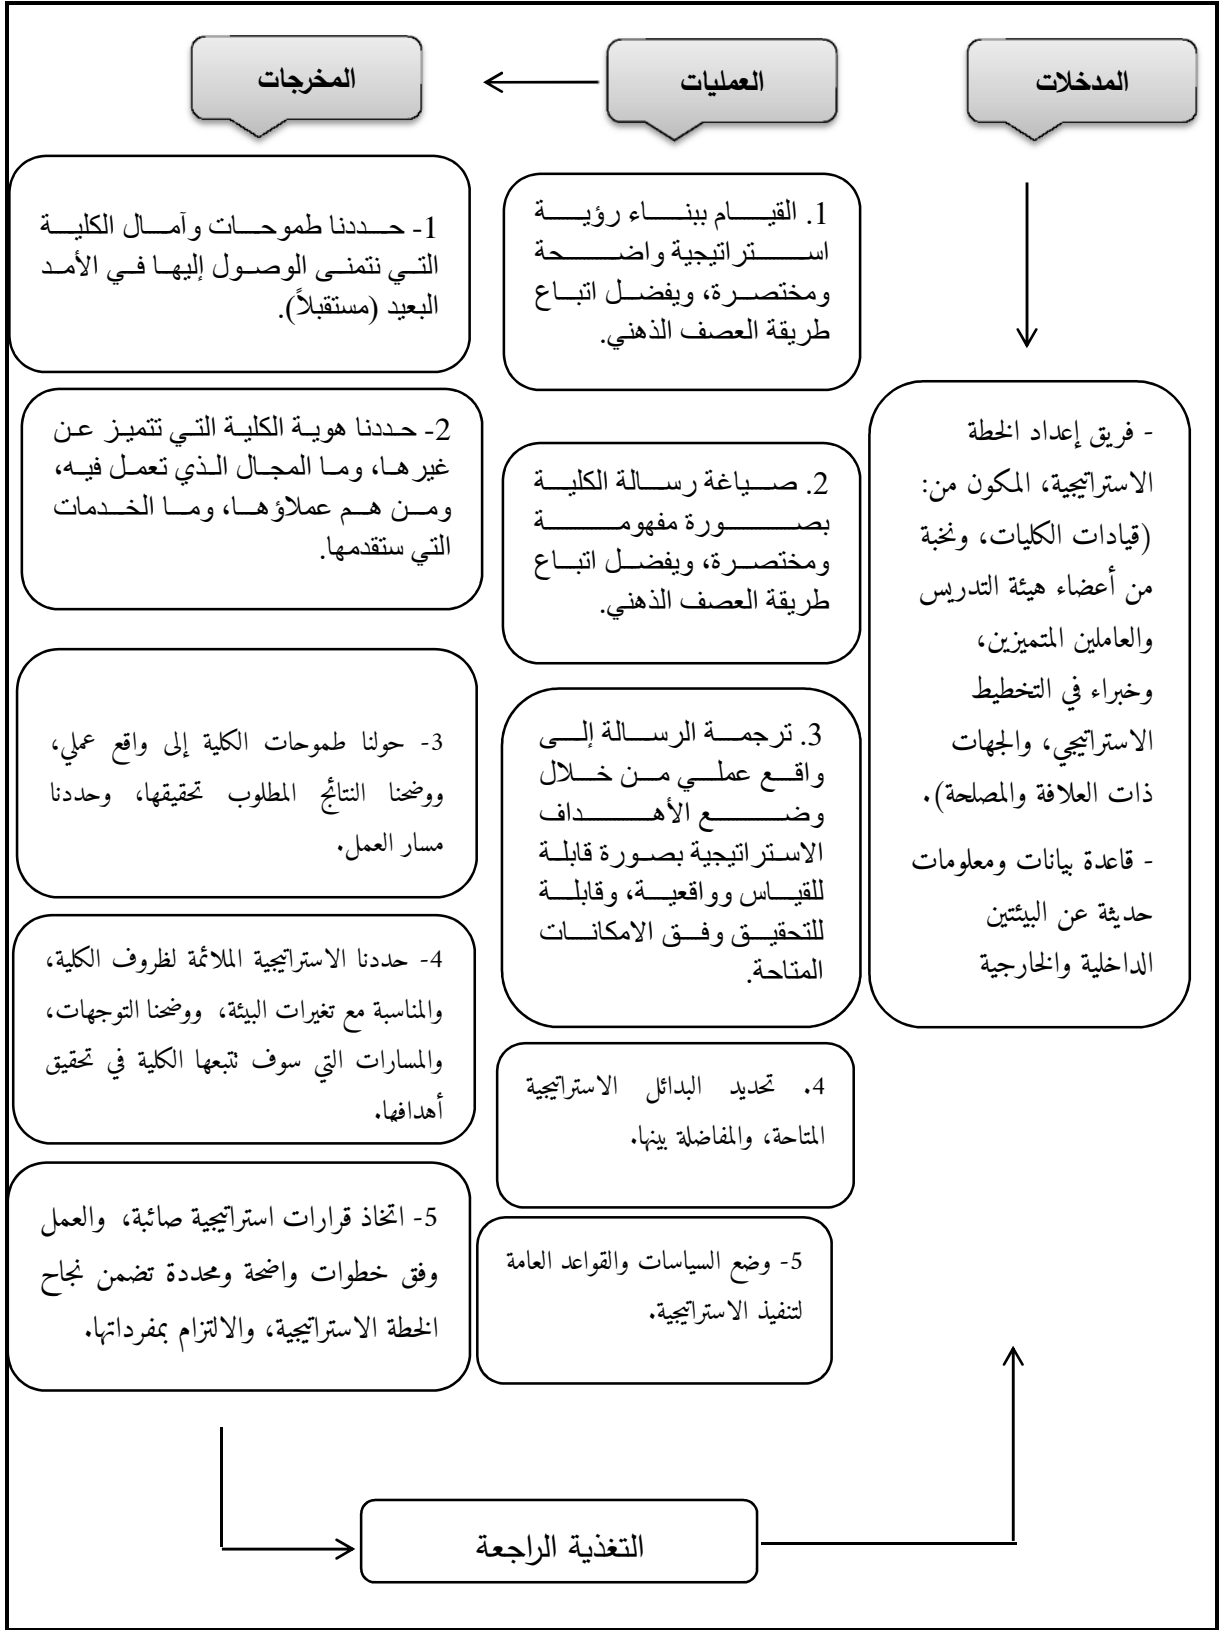 المدخلات
العمليات
المخرجات
- فريق إعداد الخطة
الاستراتيجية، المكون من:
(قيادات الكليات، ونخبة
من أعضاء هيئة التدريس
والعاملين المتميزين،
وخبراء في التخطيط
الاستراتيجي، والجهات
ذات العلافة والمصلحة).
- قاعدة بيانات ومعلومات
حديثة عن البيئتين
الداخلية والخارجية
1. القيام ببناء رؤية
استراتيجية واضحة
ومختصرة، ويفضل اتباع
طريقة العصف الذهني.
2. صياغة رسالة الكلية
بصورة مفهومة
ومختصرة، ويفضل اتباع
طريقة العصف الذهني.
3. ترجمة الرسالة إلى
واقع عملي من خلال
وضع الأهداف
الاستراتيجية بصورة قابلة
للقياس وواقعية، وقابلة
للتحقيق وفق الامكانات
المتاحة.
4. تحديد البدائل الاستراتيجية
المتاحة، والمفاضلة بينها.
5- وضع السياسات والقواعد العامة
لتنفيذ الاستراتيجية.
1- حددنا طموحات وآمال الكلية
التي نتمنى الوصول إليها في الأمد
البعيد (مستقبلاً).
2- حددنا هوية الكلية التي تتميز عن
غيرها، وما المجال الذي تعمل فيه،
ومن هم عملاؤها، وما الخدمات
التي ستقدمها.
3- حولنا طموحات الكلية إلى واقع عملي،
ووضحنا النتائج المطلوب تحقيقها، وحددنا
مسار العمل.
4- حددنا الاستراتيجية الملائمة لظروف الكلية،
والمناسبة مع تغيرات البيئة، ووضحنا التوجهات،
والمسارات التي سوف تتبعها الكلية في تحقيق
أهدافها.
5- اتخاذ قرارات استراتيجية صائبة، والعمل
وفق خطوات واضحة ومحددة تضمن نجاح
الخطة الاستراتيجية، والالتزام بمفرداتها.
التغذية الراجعة